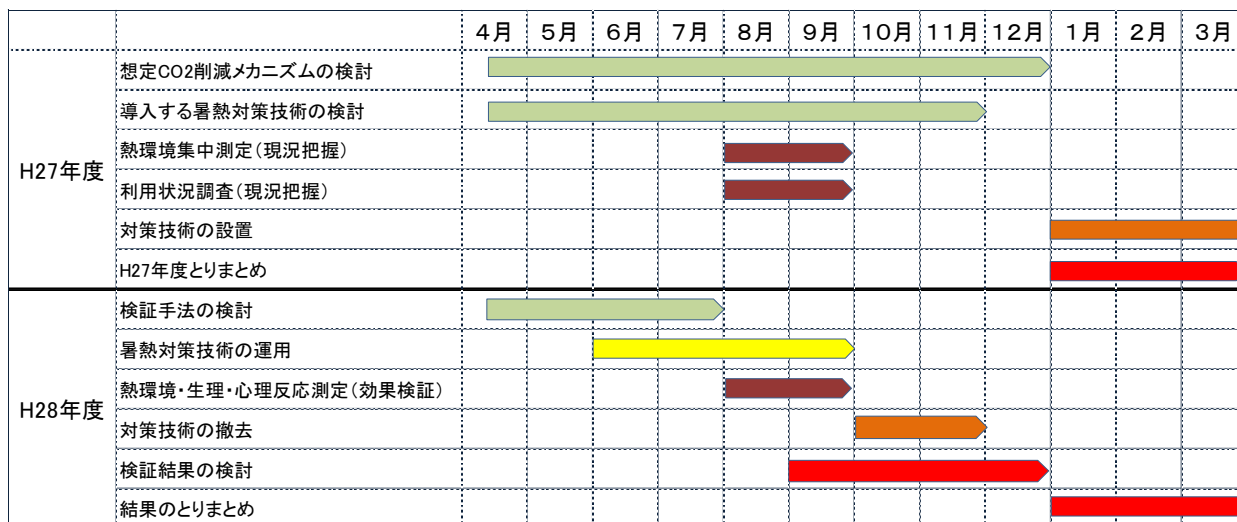 4月 5月 6月 7月 8月 9月 10月 11月 12月 1月 2月 3月
H27年度
想定CO2削減メカニズムの検討
導入する暑熱対策技術の検討
熱環境集中測定(現況把握)
利用状況調査(現況把握)
対策技術の設置
H27年度とりまとめ
H28年度
検証手法の検討
暑熱対策技術の運用
熱環境・生理・心理反応測定(効果検証)
対策技術の撤去
検証結果の検討
結果のとりまとめ